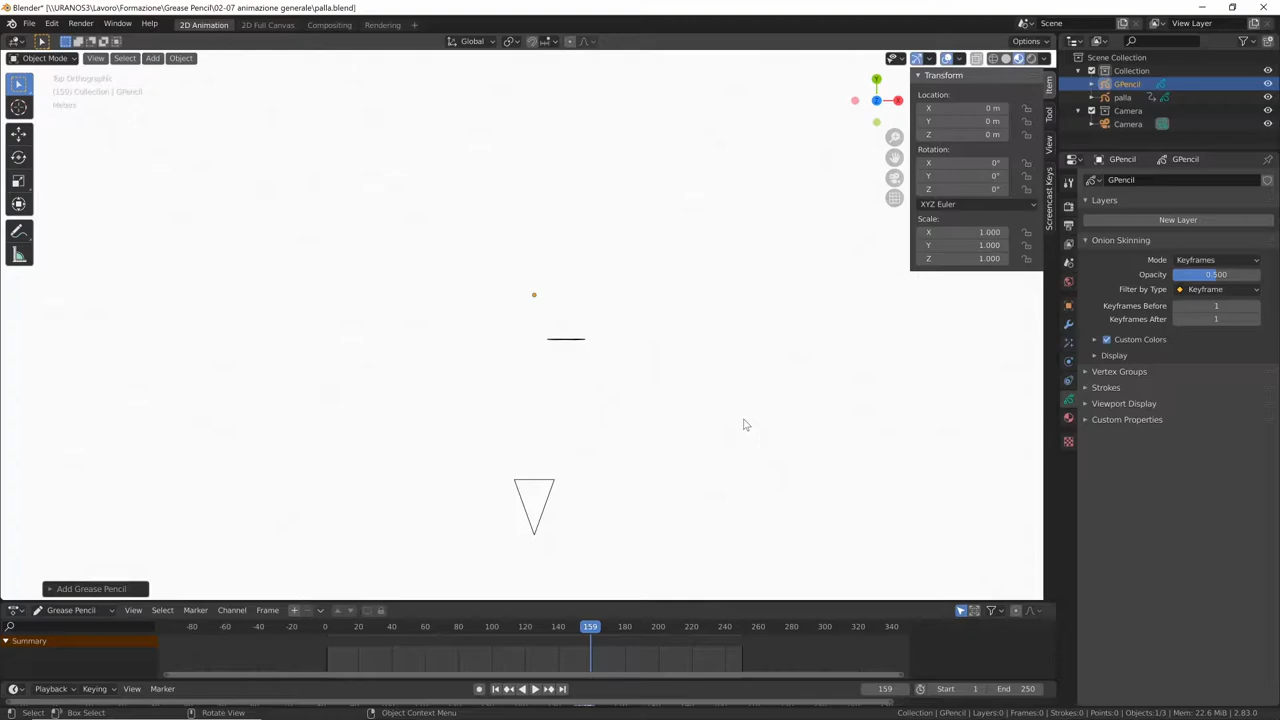 Blender* [\\URANOS3\Lavoro\Formazione\Grease Pencil\02-07 animazione generale\palla.blend]
File Edit Render Window Help 2D Animation 2D Full Canvas Compositing Rendering + Scene View Layer
Global Options
Object Mode View Select Add Object
Top Orthographic
(159) Collection | GPencil
Meters
Y
X
Z
Transform
Location:
X 0 m
Y 0 m
Z 0 m
Rotation:
X 0°
Y 0°
Z 0°
XYZ Euler
Scale:
X 1.000
Y 1.000
Z 1.000
Item
Tool
View
Screencast Keys
Scene Collection
Collection
GPencil
palla
Camera
Camera
GPencil GPencil
GPencil
Layers
New Layer
Onion Skinning
Mode Keyframes
Opacity 0.500
Filter by Type Keyframe
Keyframes Before 1
Keyframes After 1
Custom Colors
Display
Vertex Groups
Strokes
Viewport Display
Custom Properties
Add Grease Pencil
Grease Pencil View Select Marker Channel Frame
-80 -60 -40 -20 0 20 40 60 80 100 120 140 159 180 200 220 240 260 280 300 320 340
Summary
Playback Keying View Marker 159 Start 1 End 250
Select Box Select Rotate View Object Context Menu Collection | GPencil | Layers:0 | Frames:0 | Strokes:0 | Points:0 | Objects:1/3 | Mem: 22.6 MiB | 2.83.0